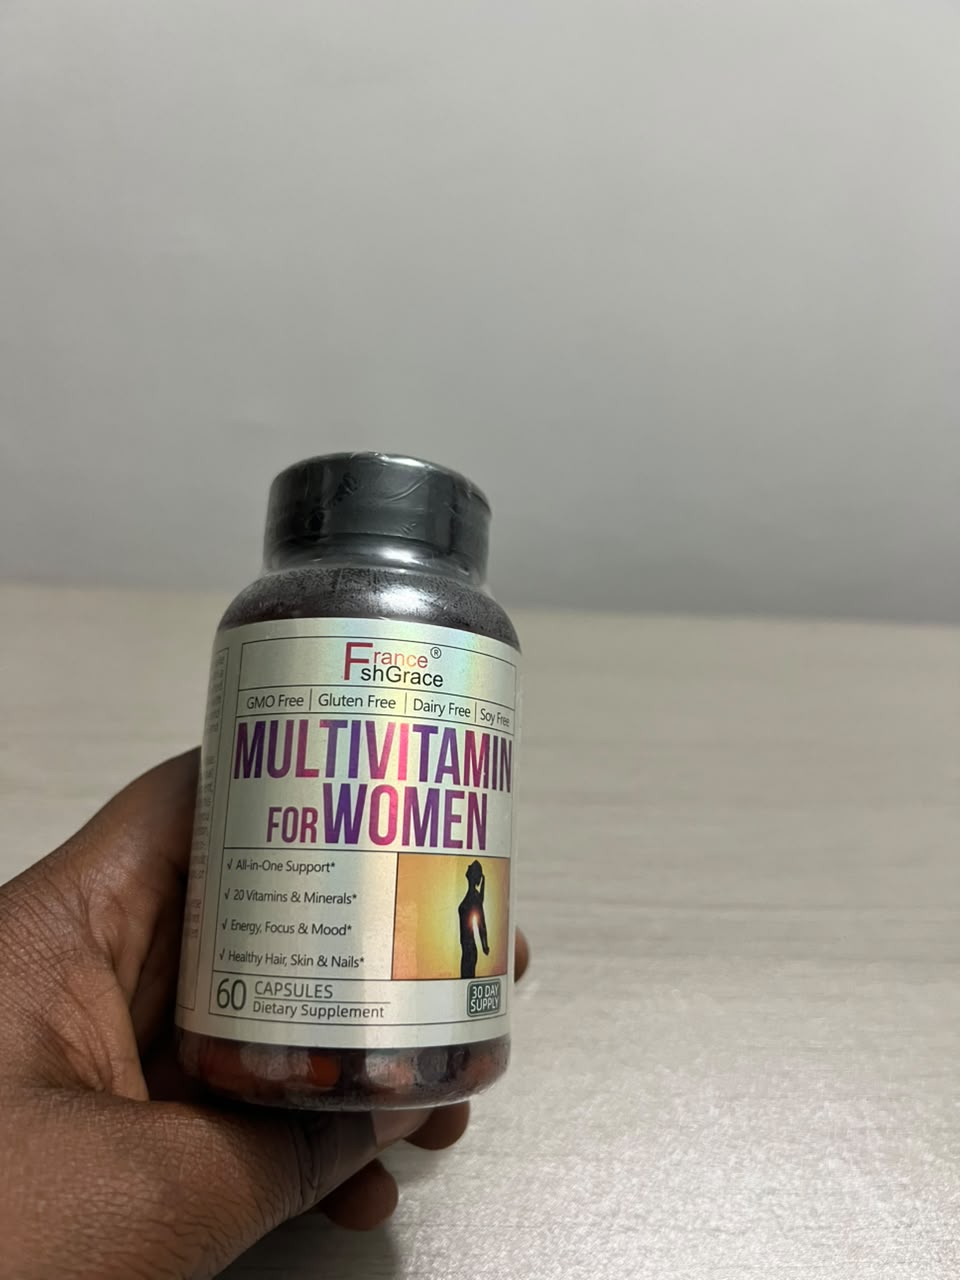 France®
FshGrace
GMO Free | Gluten Free | Dairy Free | Soy Free
MULTIVITAMIN
FOR WOMEN
√ All-in-One Support*
√ 20 Vitamins & Minerals*
√ Energy, Focus & Mood*
√ Healthy Hair, Skin & Nails*
60 CAPSULES
Dietary Supplement
30 DAY
SUPPLY